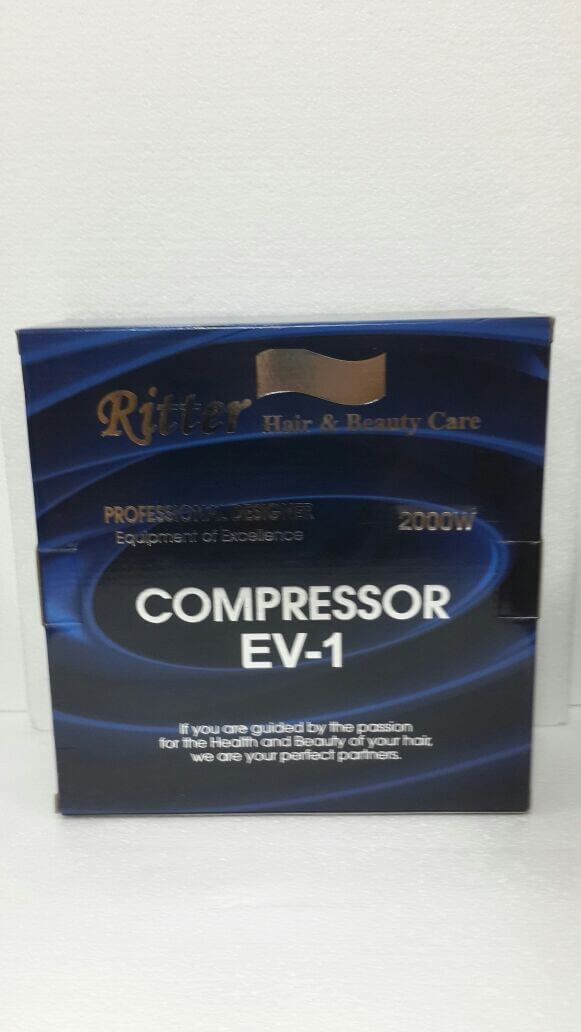 Ritter
Hair & Beauty Care
PROFESSIONAL DESIGNER
2000W
Equipment of Excellence
COMPRESSOR
EV-1
If you are guided by the passion
for the Health and Beauty of your hair,
we are your perfect partners.